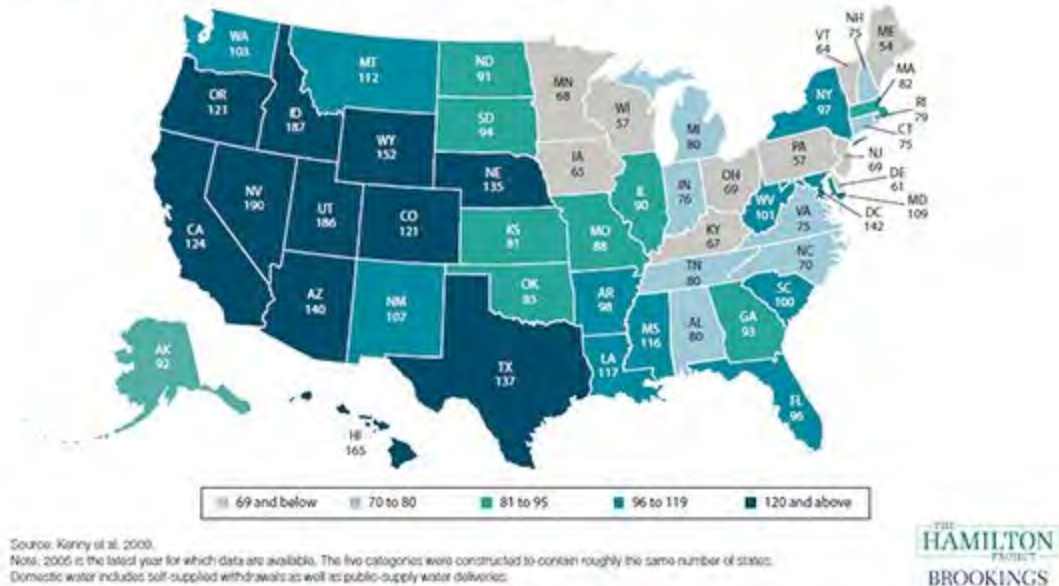 WA
103
OR
121
ID
187
MT
112
ND
91
MN
68
SD
94
WY
152
WI
57
MI
80
NY
97
VT
64
NH
75
ME
54
MA
82
RI
79
CT
75
NJ
69
DE
61
MD
109
DC
142
PA
57
NE
135
IA
65
IL
90
IN
76
OH
69
WV
101
VA
75
NV
190
UT
186
CO
121
CA
124
KS
81
MO
88
KY
67
NC
70
TN
80
AZ
140
NM
107
OK
85
AR
98
SC
100
MS
116
AL
80
GA
93
TX
137
LA
117
FL
96
AK
92
HI
165
69 and below
70 to 80
81 to 95
96 to 119
120 and above
Source: Kenny et al. 2009.
Note: 2005 is the latest year for which data are available. The five categories were constructed to contain roughly the same number of states.
Domestic water includes self-supplied withdrawals as well as public-supply water deliveries.
THE
HAMILTON
PROJECT
BROOKINGS